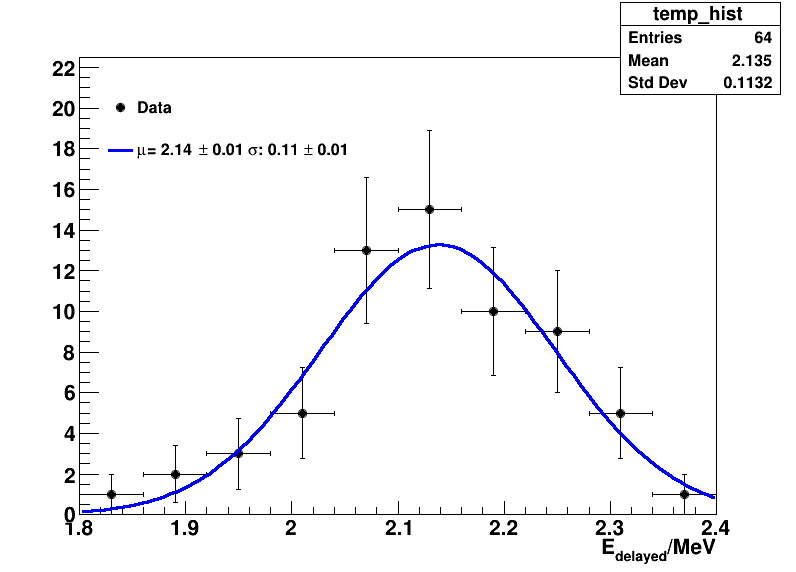 temp_hist
Entries 64
Mean 2.135
Std Dev 0.1132
22
20
18
16
14
12
10
8
6
4
2
0
Data
μ= 2.14 ± 0.01 σ: 0.11 ± 0.01
1.8 1.9 2 2.1 2.2 2.3 2.4
E_delayed/MeV